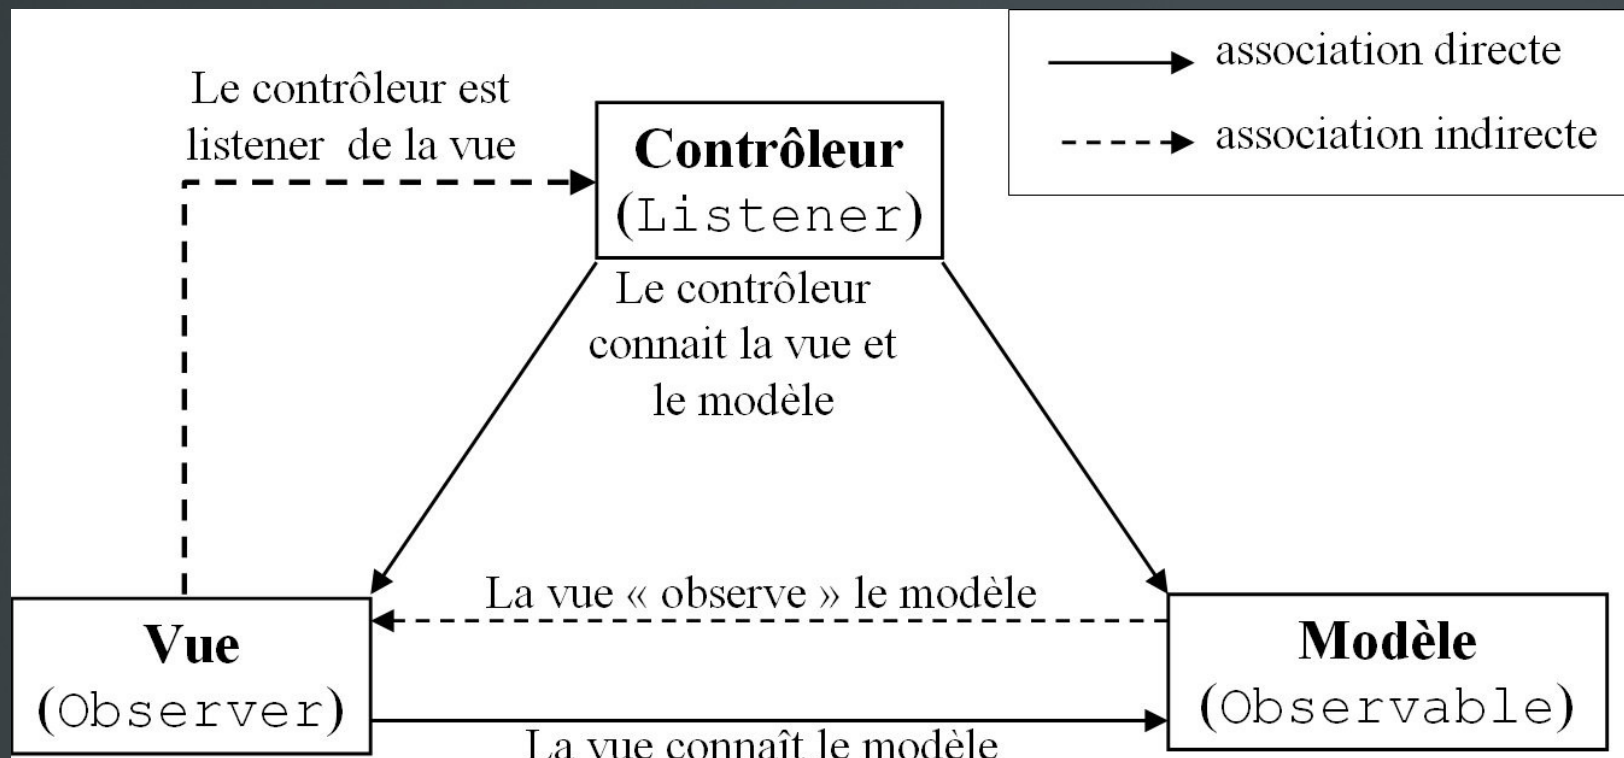 association directe
association indirecte
Le contrôleur est
listener de la vue
Contrôleur
(Listener)
Le contrôleur
connait la vue et
le modèle
La vue « observe » le modèle
Vue
(Observer)
Modèle
(Observable)
La vue connaît le modèle